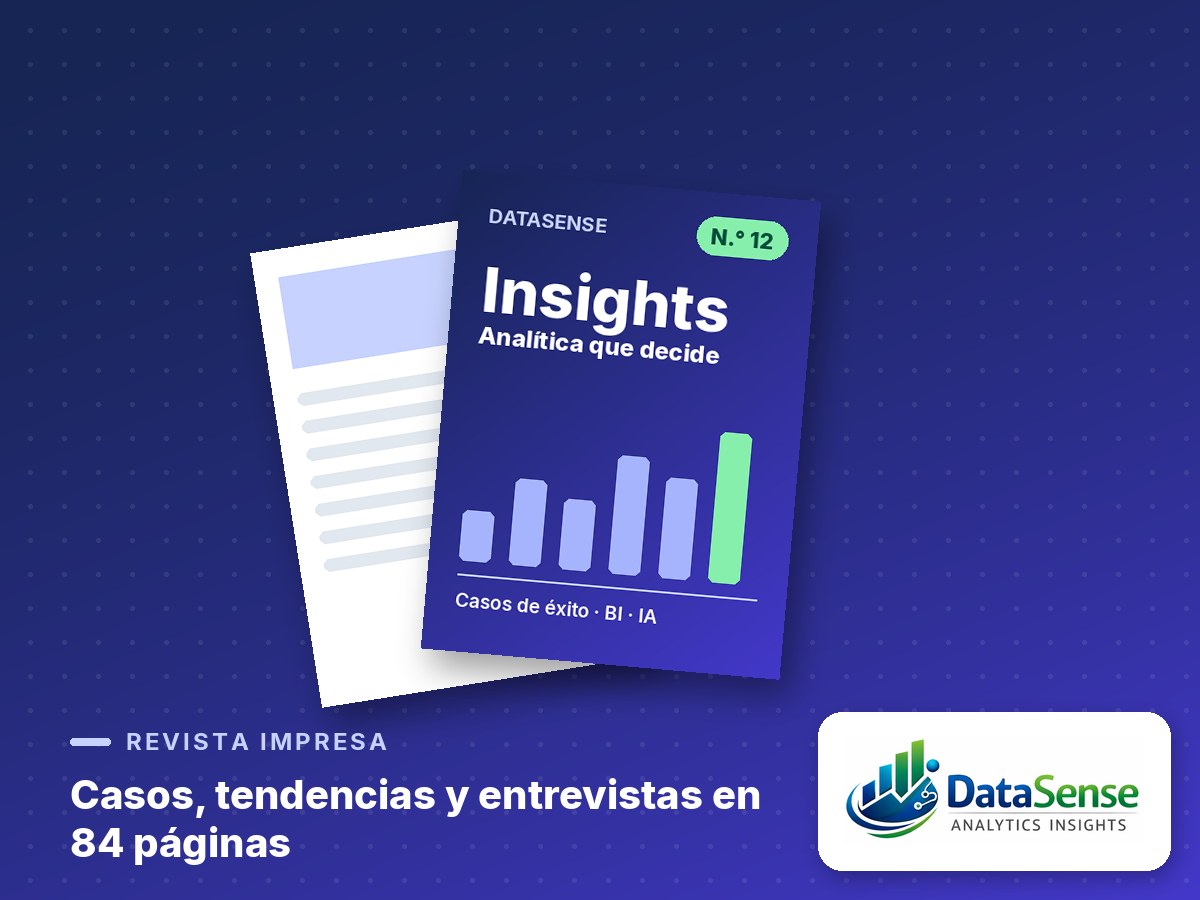 DATASENSE
N.° 12
Insights
Analítica que decide
Casos de éxito · BI · IA
REVISTA IMPRESA
Casos, tendencias y entrevistas en
84 páginas
DataSense
ANALYTICS INSIGHTS